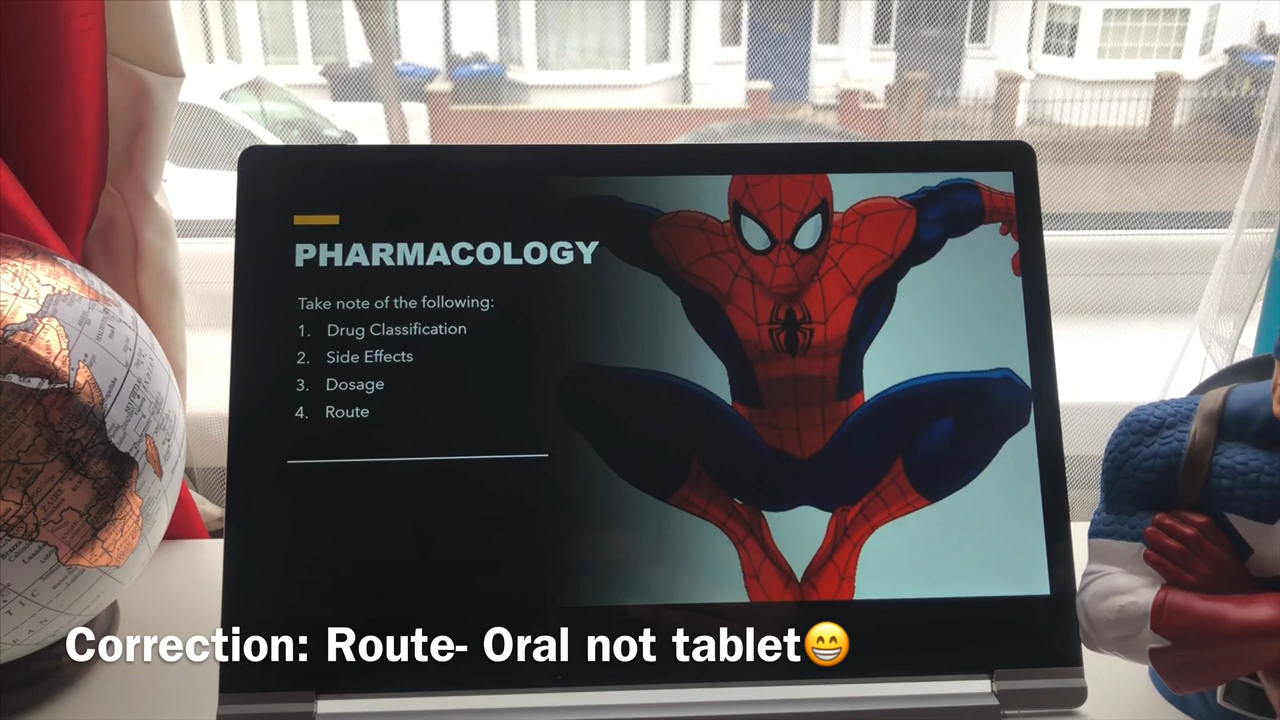 PHARMACOLOGY
Take note of the following:
1. Drug Classification
2. Side Effects
3. Dosage
4. Route
ZAIRE
Correction: Route- Oral not tablet😁